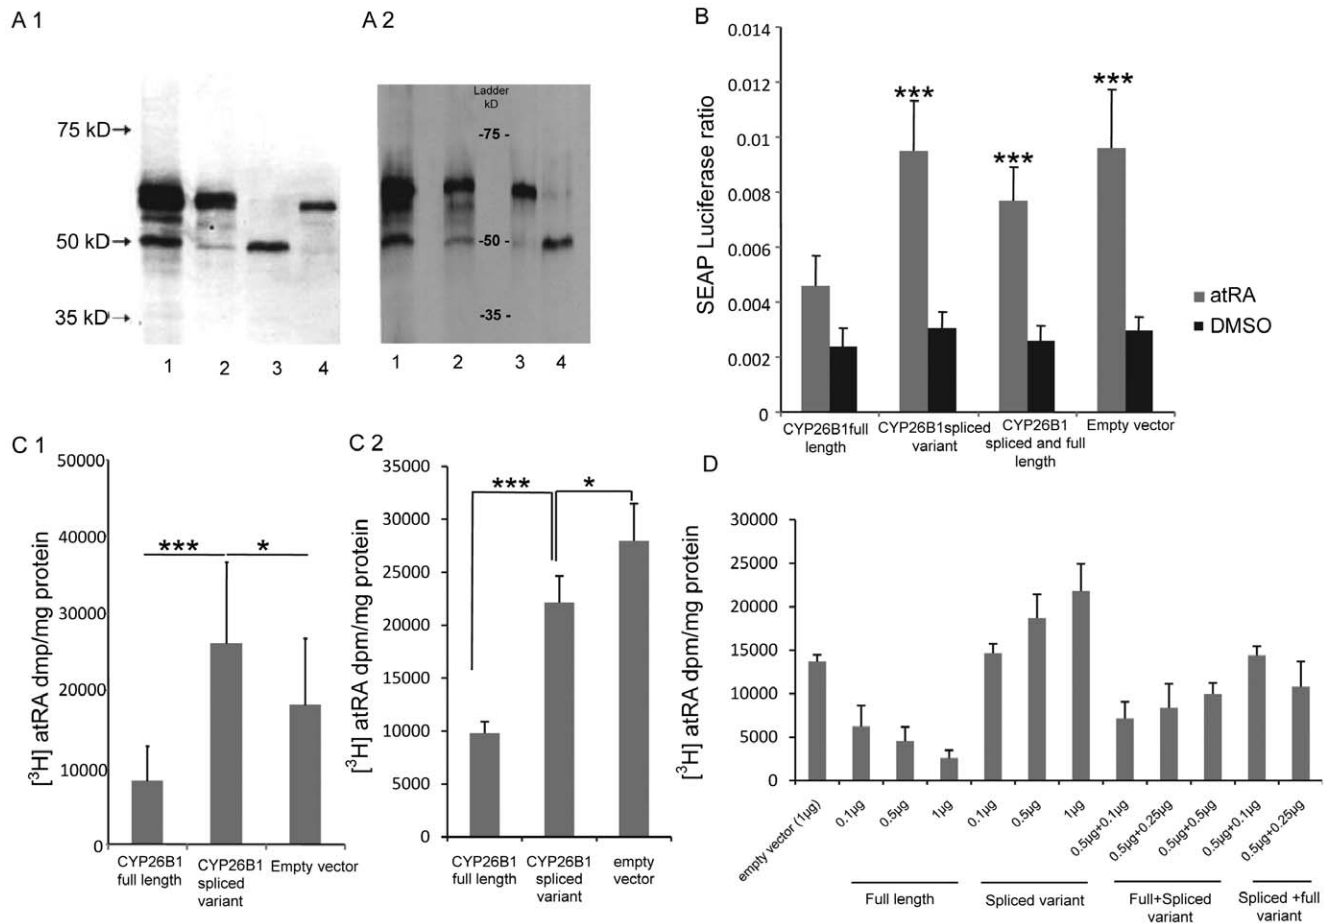 A 1
75 kD
50 kD
35 kD
1 2 3 4
A 2
Ladder
kD
-75 -
- 50 -
-35 -
1 2 3 4
B
SEAP Luciferase ratio
0.014
0.012
0.01
0.008
0.006
0.004
0.002
0
***
***
***
atRA
DMSO
CYP26B1full
length
CYP26B1spliced
variant
CYP26B1
spliced and full
length
Empty vector
C 1
[³H] atRA dmp/mg protein
50000
40000
30000
20000
10000
0
***
*
CYP26B1
full length
CYP26B1
spliced
variant
Empty vector
C 2
[³H] atRA dpm/mg protein
35000
30000
25000
20000
15000
10000
5000
0
***
*
CYP26B1
full length
CYP26B1
spliced
variant
empty
vector
D
[³H] atRA dpm/mg protein
30000
25000
20000
15000
10000
5000
0
empty vector (1µg)
0.1µg
0.5µg
1µg
0.1µg
0.5µg
1µg
0.5µg+0.1µg
0.5µg+0.25µg
0.5µg+0.5µg
0.5µg+0.1µg
0.5µg+0.25µg
Full length
Spliced variant
Full+Spliced
variant
Spliced +full
variant